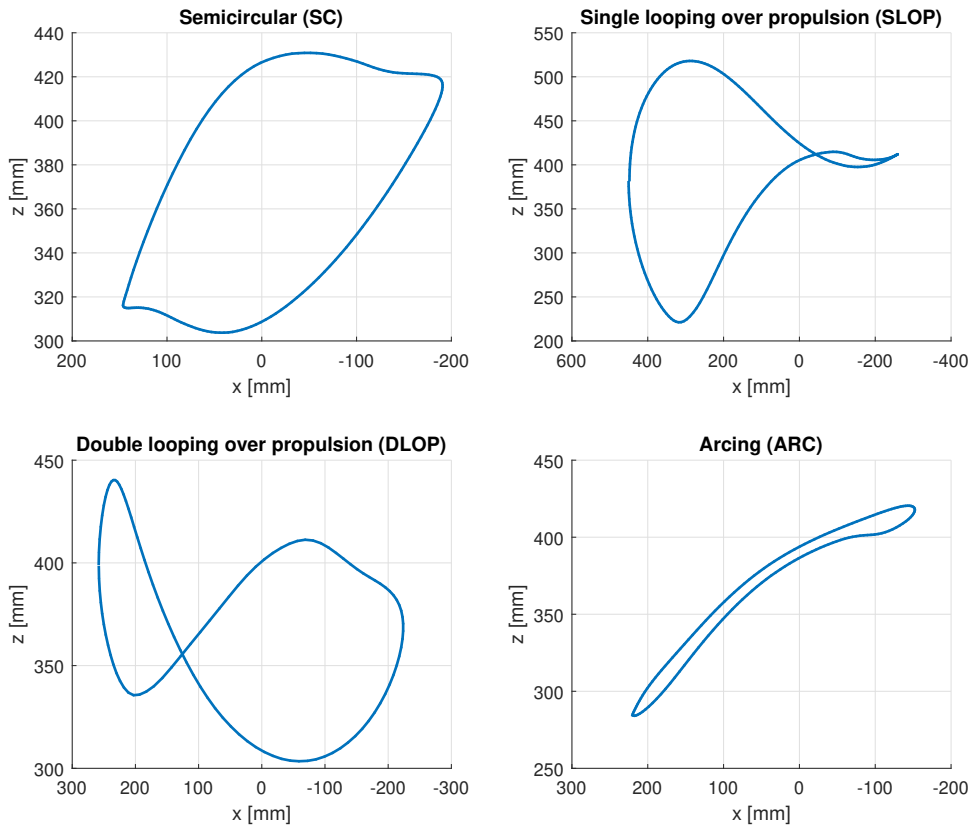 Semicircular (SC)
440
420
400
380
360
340
320
300
z [mm]
200 100 0 -100 -200
x [mm]
Single looping over propulsion (SLOP)
550
500
450
400
350
300
250
200
z [mm]
600 400 200 0 -200 -400
x [mm]
Double looping over propulsion (DLOP)
450
400
350
300
z [mm]
300 200 100 0 -100 -200 -300
x [mm]
Arcing (ARC)
450
400
350
300
250
z [mm]
300 200 100 0 -100 -200
x [mm]